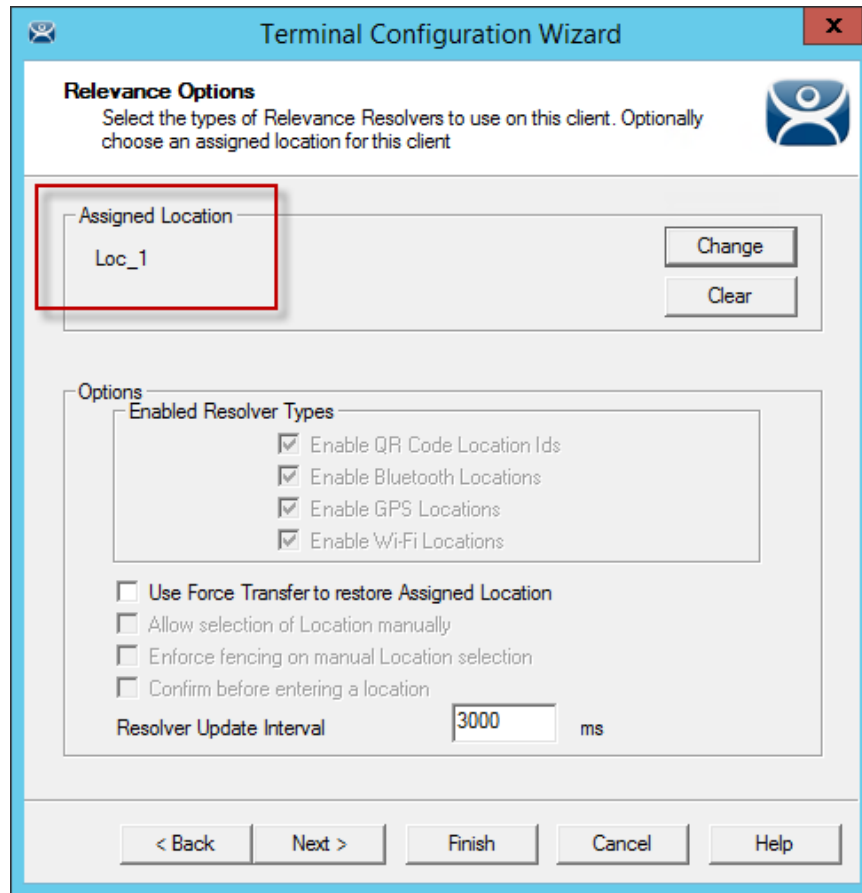 Terminal Configuration Wizard
x
Relevance Options
Select the types of Relevance Resolvers to use on this client. Optionally
choose an assigned location for this client
Assigned Location
Loc_1
Change
Clear
Options
Enabled Resolver Types
Enable QR Code Location Ids
Enable Bluetooth Locations
Enable GPS Locations
Enable Wi-Fi Locations
Use Force Transfer to restore Assigned Location
Allow selection of Location manually
Enforce fencing on manual Location selection
Confirm before entering a location
Resolver Update Interval 3000 ms
< Back Next > Finish Cancel Help